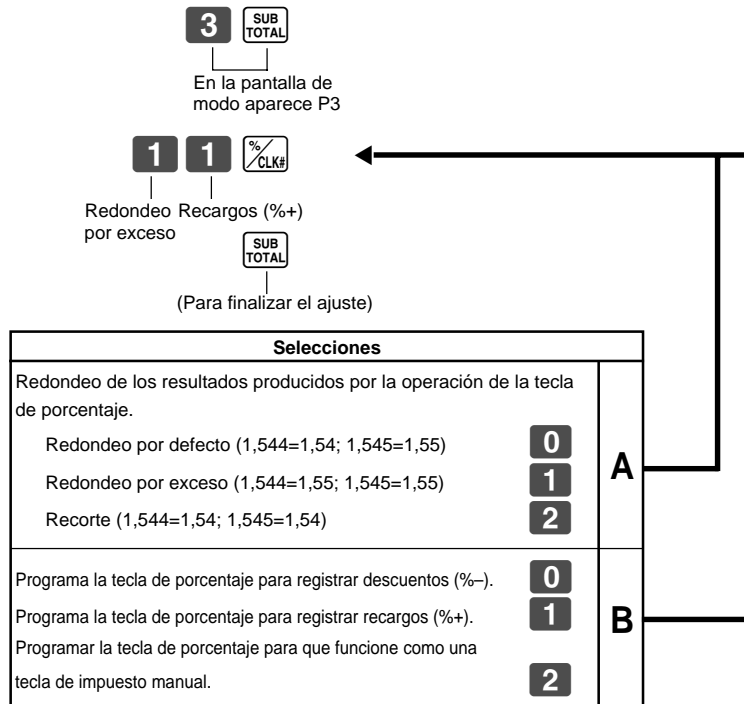 3 SUB TOTAL
En la pantalla de
modo aparece P3
1 1 %/CLK#
Redondeo Recargos (%+)
por exceso
SUB TOTAL
(Para finalizar el ajuste)
Selecciones
Redondeo de los resultados producidos por la operación de la tecla
de porcentaje.
Redondeo por defecto (1,544=1,54; 1,545=1,55) 0
Redondeo por exceso (1,544=1,55; 1,545=1,55) 1
Recorte (1,544=1,54; 1,545=1,54) 2
A
Programa la tecla de porcentaje para registrar descuentos (%–). 0
Programa la tecla de porcentaje para registrar recargos (%+). 1
Programar la tecla de porcentaje para que funcione como una
tecla de impuesto manual. 2
B